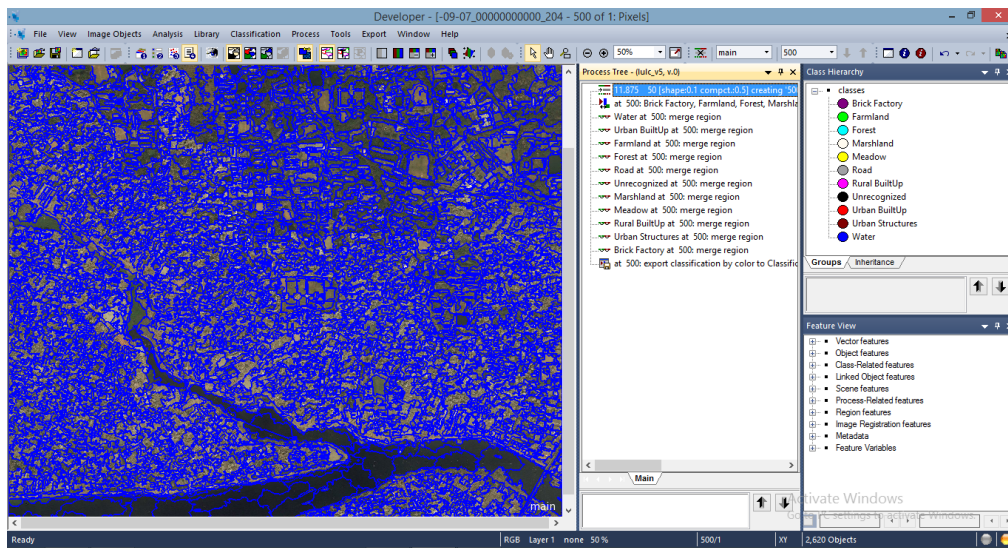 Developer - [-09-07_00000000000_204 - 500 of 1: Pixels]
File View Image Objects Analysis Library Classification Process Tools Export Window Help
50% main 500
Process Tree - (lulc_v5, v.0)
11.875 50 [shape:0.1 compct.:0.5] creating '500
at 500: Brick Factory, Farmland, Forest, Marshla
Water at 500: merge region
Urban BuiltUp at 500: merge region
Farmland at 500: merge region
Forest at 500: merge region
Road at 500: merge region
Unrecognized at 500: merge region
Marshland at 500: merge region
Meadow at 500: merge region
Rural BuiltUp at 500: merge region
Urban Structures at 500: merge region
Brick Factory at 500: merge region
at 500: export classification by color to Classific
Main
Class Hierarchy
classes
Brick Factory
Farmland
Forest
Marshland
Meadow
Road
Rural BuiltUp
Unrecognized
Urban BuiltUp
Urban Structures
Water
Groups Inheritance
Feature View
Vector features
Object features
Class-Related features
Linked Object features
Scene features
Process-Related features
Region features
Image Registration features
Metadata
Feature Variables
main
Activate Windows
Go to PC settings to activate Windows.
Ready RGB Layer 1 none 50% 500/1 XY 2,620 Objects